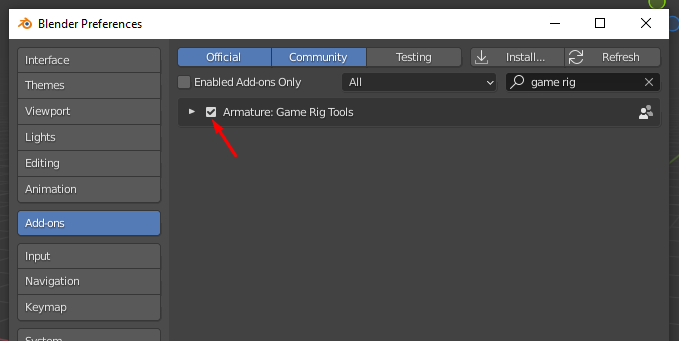 Blender Preferences
Interface
Themes
Viewport
Lights
Editing
Animation
Add-ons
Input
Navigation
Keymap
System
Official Community Testing Install... Refresh
Enabled Add-ons Only All game rig
Armature: Game Rig Tools